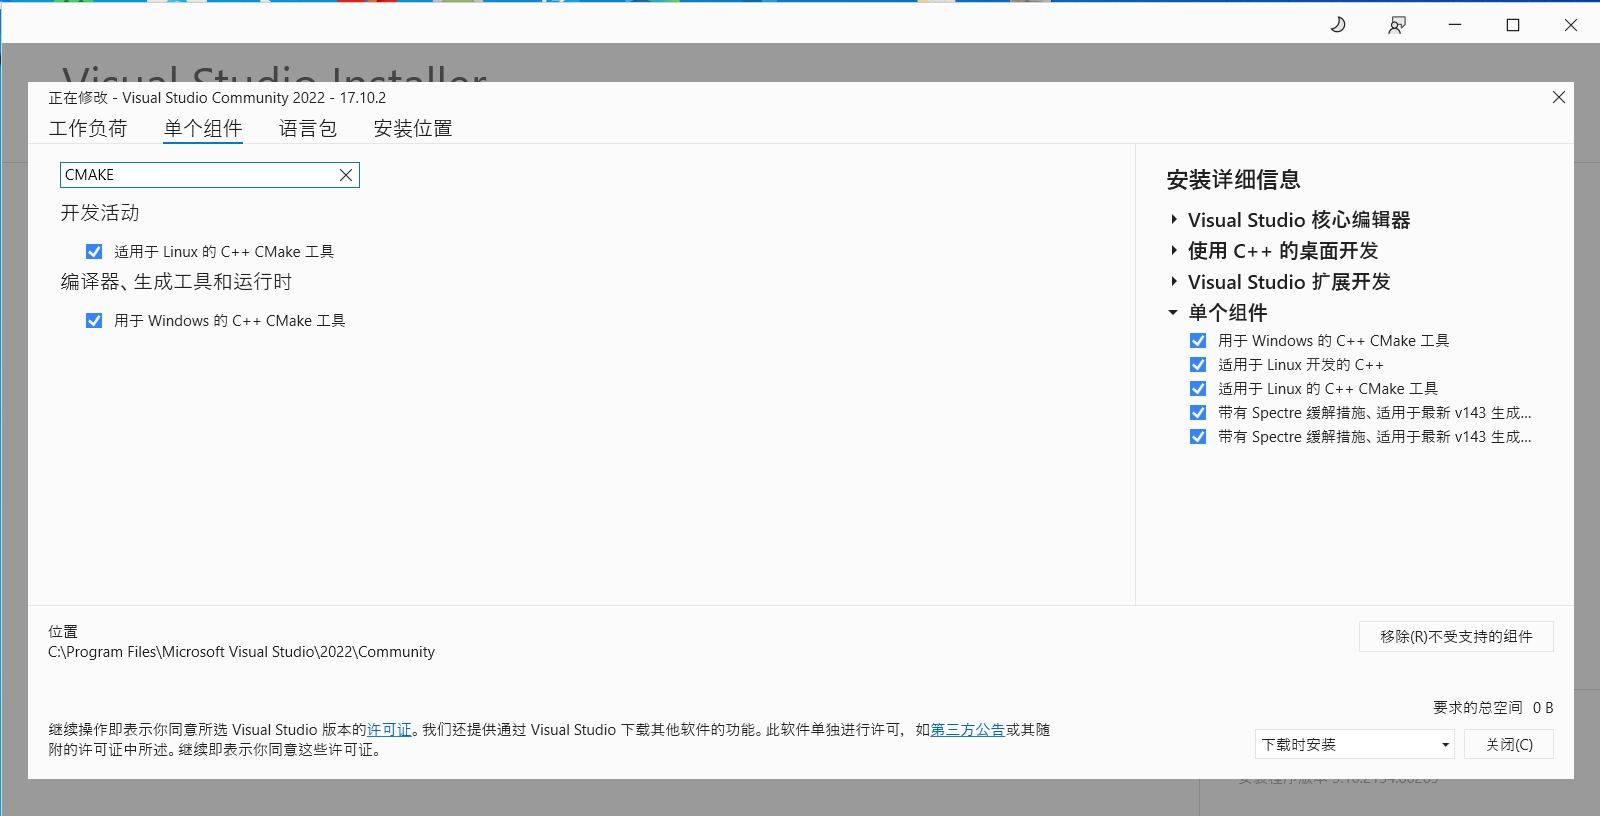 Visual Studio Installer
正在修改 - Visual Studio Community 2022 - 17.10.2
工作负荷 单个组件 语言包 安装位置
CMAKE
开发活动
适用于 Linux 的 C++ CMake 工具
编译器、生成工具和运行时
用于 Windows 的 C++ CMake 工具
安装详细信息
Visual Studio 核心编辑器
使用 C++ 的桌面开发
Visual Studio 扩展开发
单个组件
用于 Windows 的 C++ CMake 工具
适用于 Linux 开发的 C++
适用于 Linux 的 C++ CMake 工具
带有 Spectre 缓解措施、适用于最新 v143 生成...
带有 Spectre 缓解措施、适用于最新 v143 生成...
位置
C:\Program Files\Microsoft Visual Studio\2022\Community
移除(R)不受支持的组件
要求的总空间 0 B
继续操作即表示你同意所选 Visual Studio 版本的许可证。我们还提供通过 Visual Studio 下载其他软件的功能。此软件单独进行许可，如第三方公告或其随
附的许可证中所述。继续即表示你同意这些许可证。
下载时安装
关闭(C)